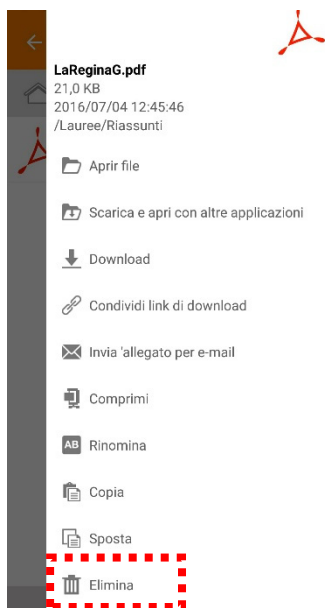 LaReginaG.pdf
21,0 KB
2016/07/04 12:45:46
/Lauree/Riassunti
Aprir file
Scarica e apri con altre applicazioni
Download
Condividi link di download
Invia 'allegato per e-mail
Comprimi
AB Rinomina
Copia
Sposta
Elimina